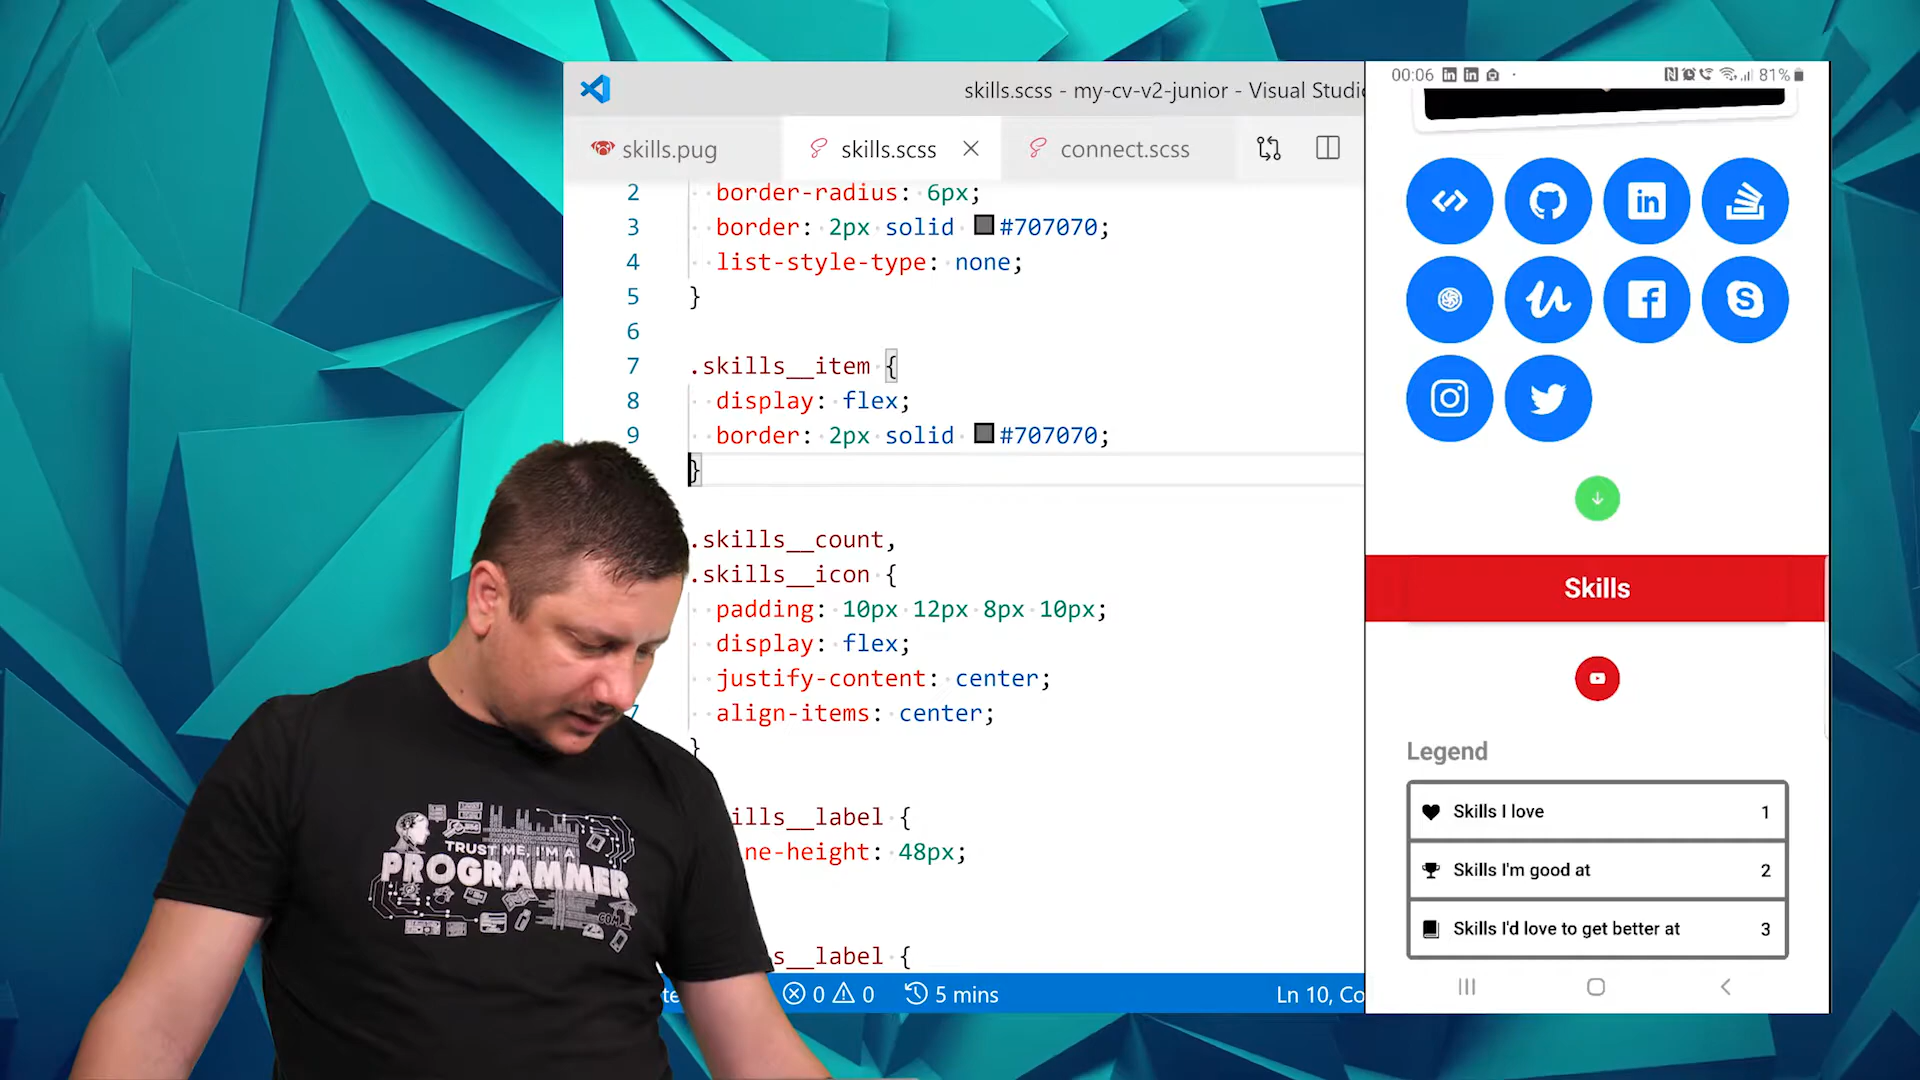 skills.scss - my-cv-v2-junior - Visual Studio
skills.pug
skills.scss
connect.scss
2 border-radius: 6px;
3 border: 2px solid #707070;
4 list-style-type: none;
5 }
6
7 .skills__item {
8 display: flex;
9 border: 2px solid #707070;
}
.skills__count,
.skills__icon {
padding: 10px 12px 8px 10px;
display: flex;
justify-content: center;
7 align-items: center;
}
ills__label {
ne-height: 48px;
s__label {
0 0 5 mins
Ln 10, Co
TRUST ME, I'M A
PROGRAMMER
.COM
00:06 81%
in
Skills
Legend
Skills I love 1
Skills I'm good at 2
Skills I'd love to get better at 3